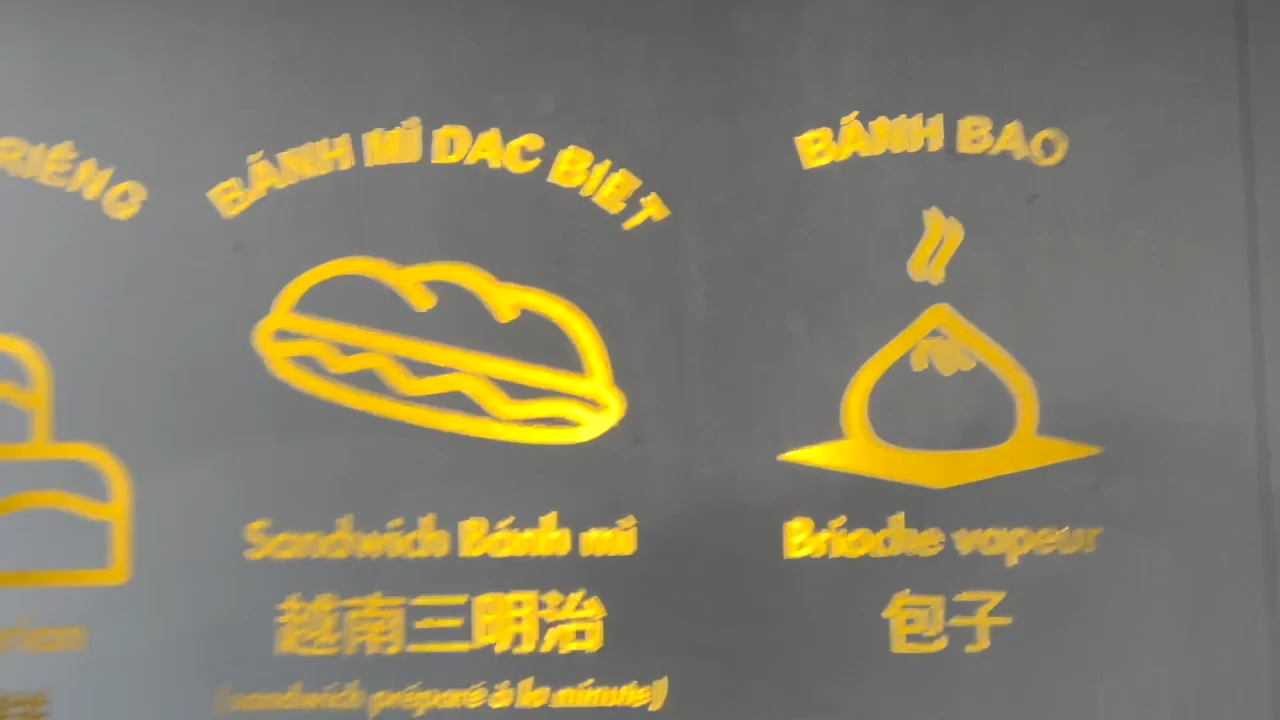 RIÊNG
BÁNH MÌ DAC BIET
BÁNH BAO
Sandwich Bánh mì
Brioche vapeur
越南三明治
包子
(sandwich préparé à la minute)